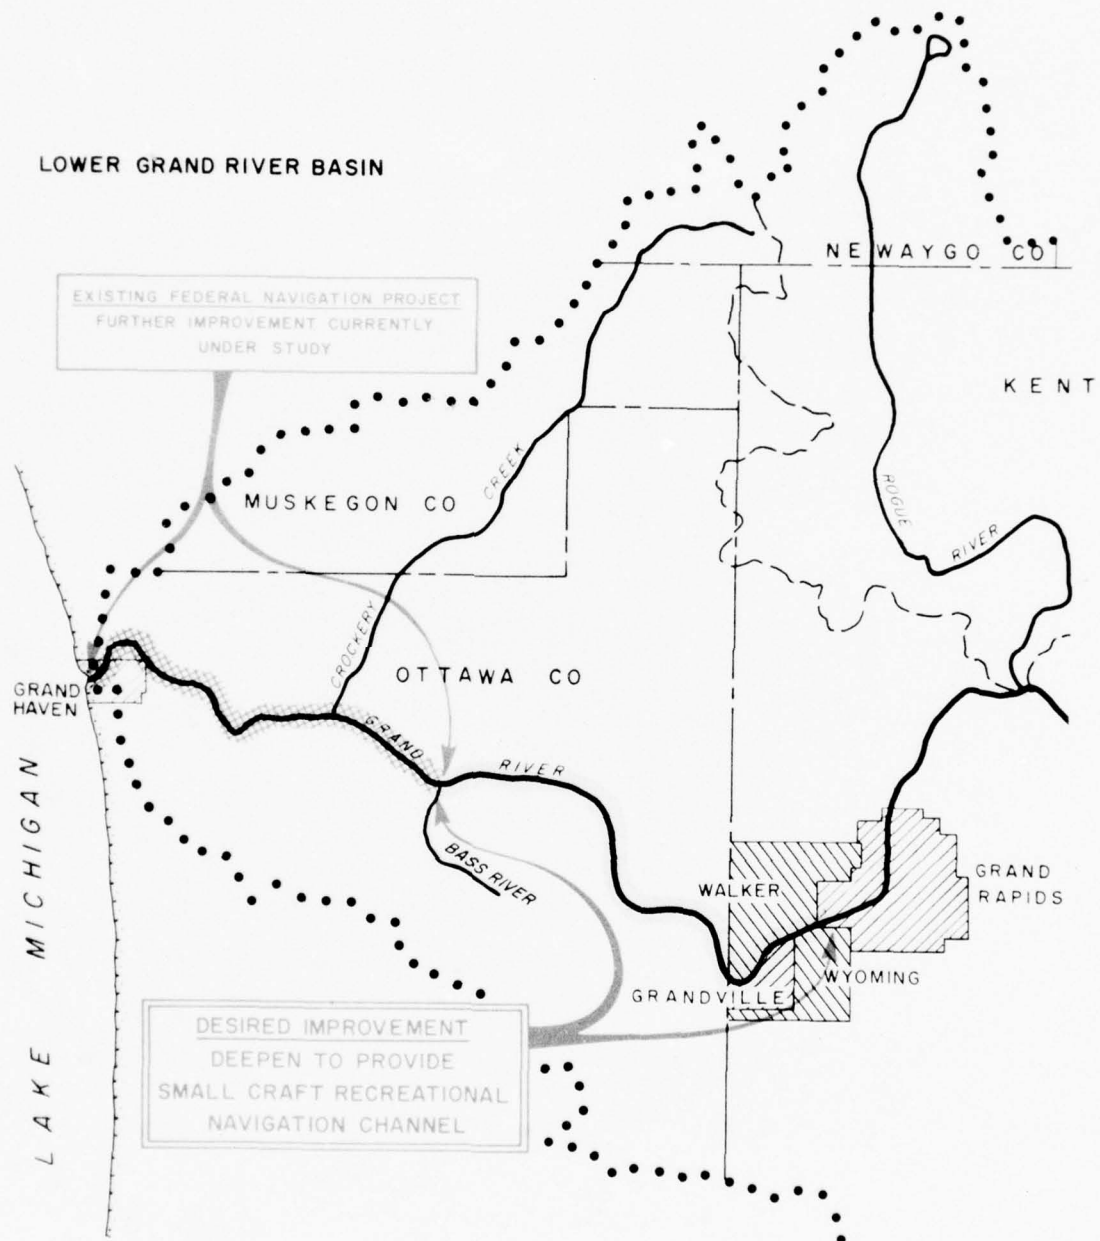 LOWER GRAND RIVER BASIN
NEWAYGO CO
EXISTING FEDERAL NAVIGATION PROJECT
FURTHER IMPROVEMENT CURRENTLY
UNDER STUDY
KENT
MUSKEGON CO
CREEK
ROGUE
RIVER
CROCKERY
OTTAWA CO
GRAND
HAVEN
GRAND
RIVER
BASS RIVER
LAKE MICHIGAN
WALKER
GRAND
RAPIDS
WYOMING
GRANDVILLE
DESIRED IMPROVEMENT
DEEPEN TO PROVIDE
SMALL CRAFT RECREATIONAL
NAVIGATION CHANNEL